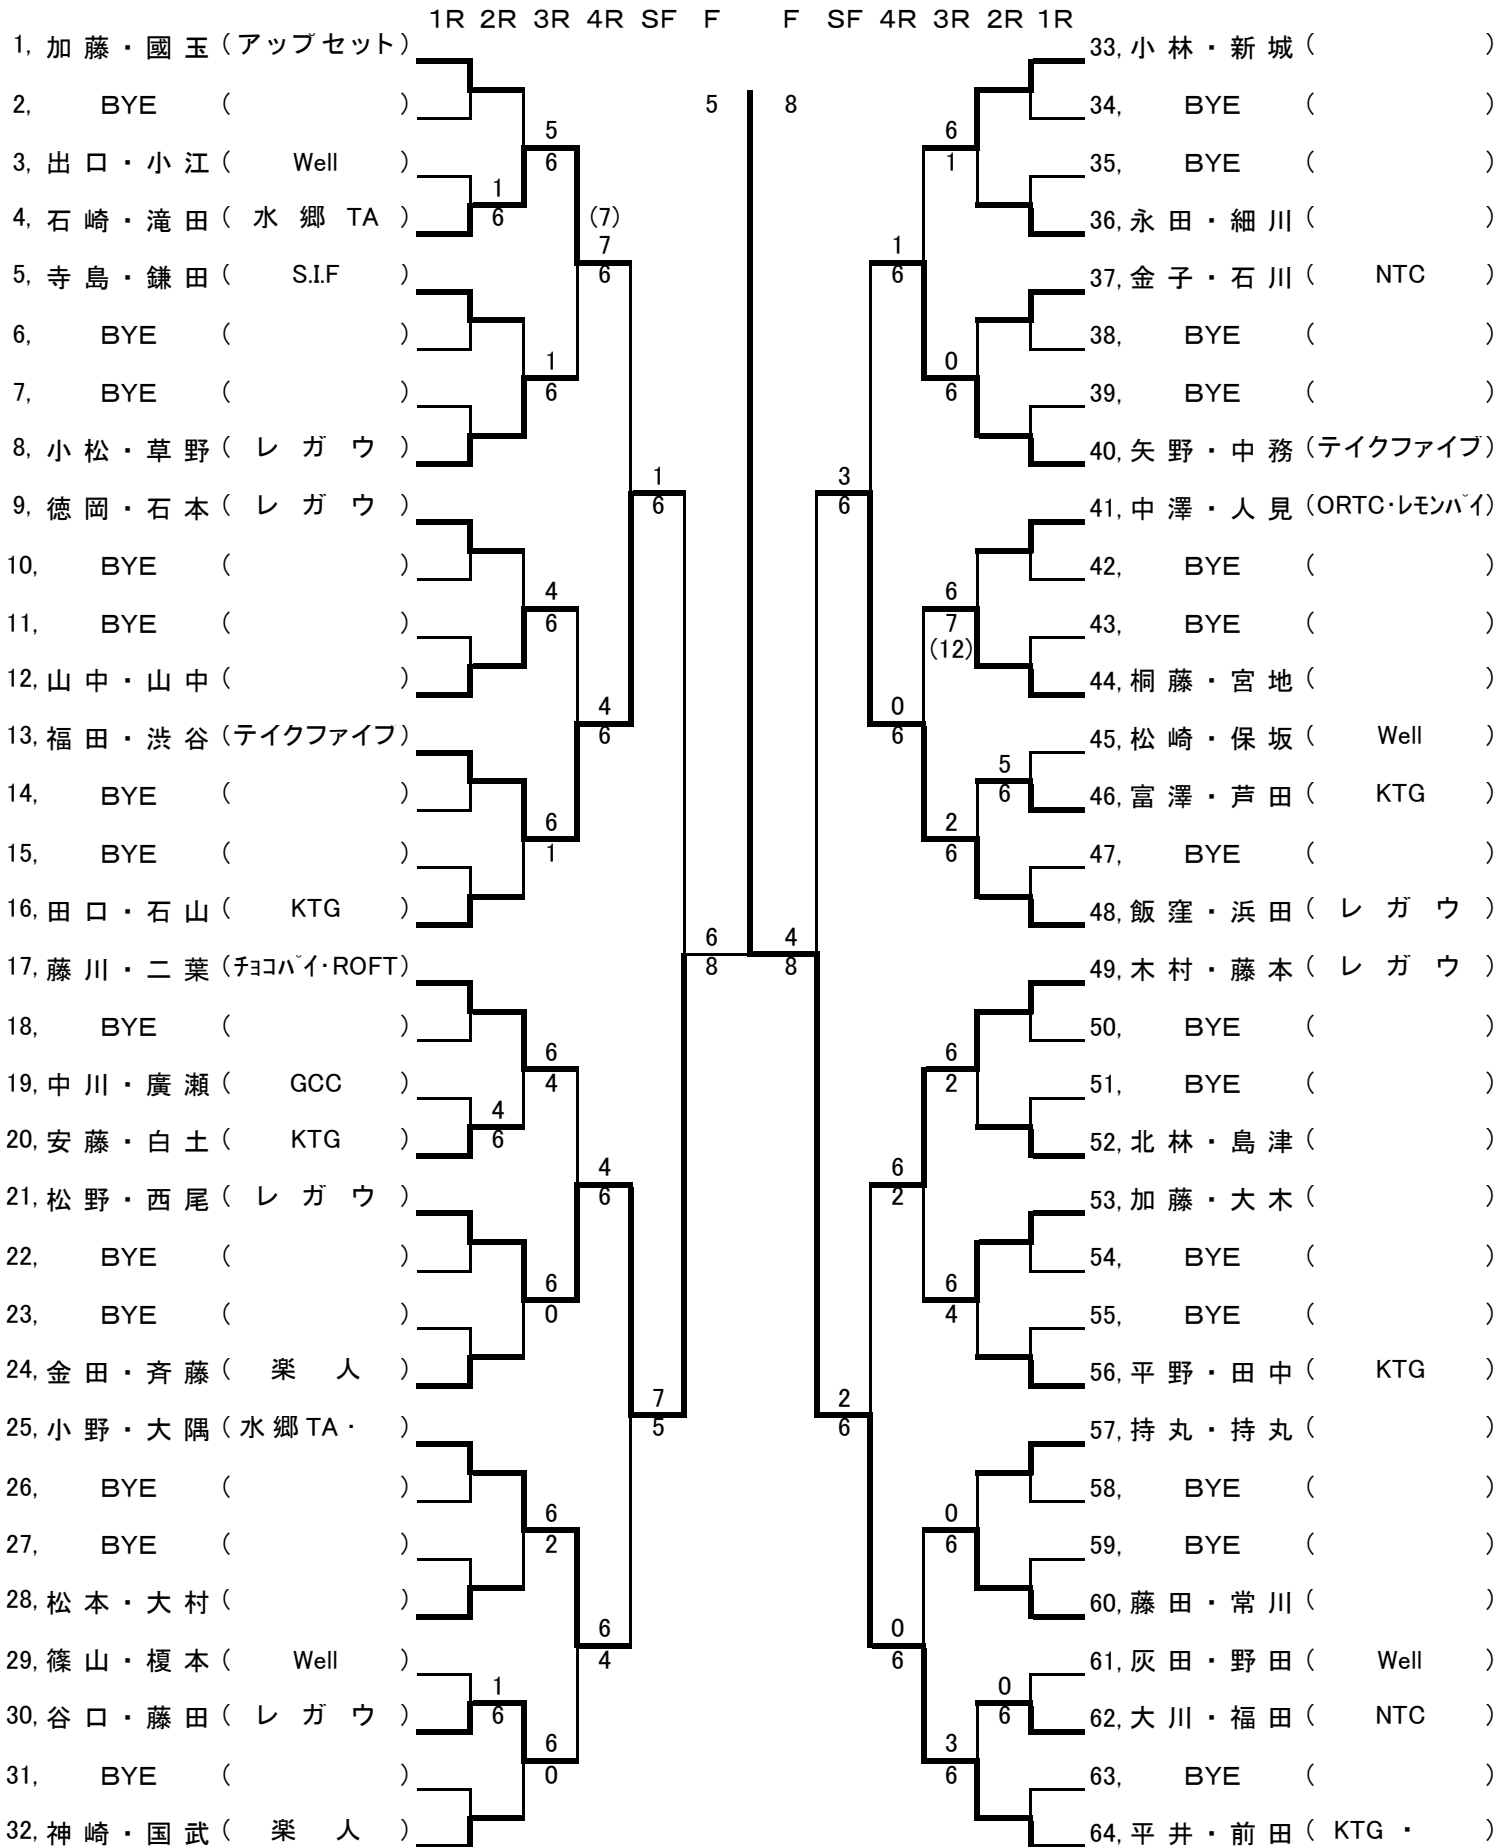 1R 2R 3R 4R SF F F SF 4R 3R 2R 1R
1, 加藤・國玉 (アップセット)
2, BYE ( )
3, 出口・小江 ( Well )
4, 石崎・滝田 ( 水郷TA )
5, 寺島・鎌田 ( S.I.F )
6, BYE ( )
7, BYE ( )
8, 小松・草野 ( レガウ )
9, 徳岡・石本 ( レガウ )
10, BYE ( )
11, BYE ( )
12, 山中・山中 ( )
13, 福田・渋谷 (テイクファイブ)
14, BYE ( )
15, BYE ( )
16, 田口・石山 ( KTG )
17, 藤川・二葉 (チョコパイ・ROFT)
18, BYE ( )
19, 中川・廣瀬 ( GCC )
20, 安藤・白土 ( KTG )
21, 松野・西尾 ( レガウ )
22, BYE ( )
23, BYE ( )
24, 金田・斉藤 ( 楽人 )
25, 小野・大隅 ( 水郷TA・ )
26, BYE ( )
27, BYE ( )
28, 松本・大村 ( )
29, 篠山・榎本 ( Well )
30, 谷口・藤田 ( レガウ )
31, BYE ( )
32, 神崎・国武 ( 楽人 )
1
6
4
6
1
6
5
6
1
6
4
6
6
1
6
4
6
0
6
2
6
0
(7)
7
6
4
6
4
6
6
4
1
6
7
5
6
8
5 8
4
8
3
6
2
6
1
6
0
6
6
2
0
6
6
1
0
6
6
7
(12)
2
6
6
2
6
4
0
6
3
6
5
6
0
6
33, 小林・新城 ( )
34, BYE ( )
35, BYE ( )
36, 永田・細川 ( )
37, 金子・石川 ( NTC )
38, BYE ( )
39, BYE ( )
40, 矢野・中務 (テイクファイブ)
41, 中澤・人見 (ORTC・レモンパイ)
42, BYE ( )
43, BYE ( )
44, 桐藤・宮地 ( )
45, 松崎・保坂 ( Well )
46, 富澤・芦田 ( KTG )
47, BYE ( )
48, 飯窪・浜田 ( レガウ )
49, 木村・藤本 ( レガウ )
50, BYE ( )
51, BYE ( )
52, 北林・島津 ( )
53, 加藤・大木 ( )
54, BYE ( )
55, BYE ( )
56, 平野・田中 ( KTG )
57, 持丸・持丸 ( )
58, BYE ( )
59, BYE ( )
60, 藤田・常川 ( )
61, 灰田・野田 ( Well )
62, 大川・福田 ( NTC )
63, BYE ( )
64, 平井・前田 ( KTG・ )